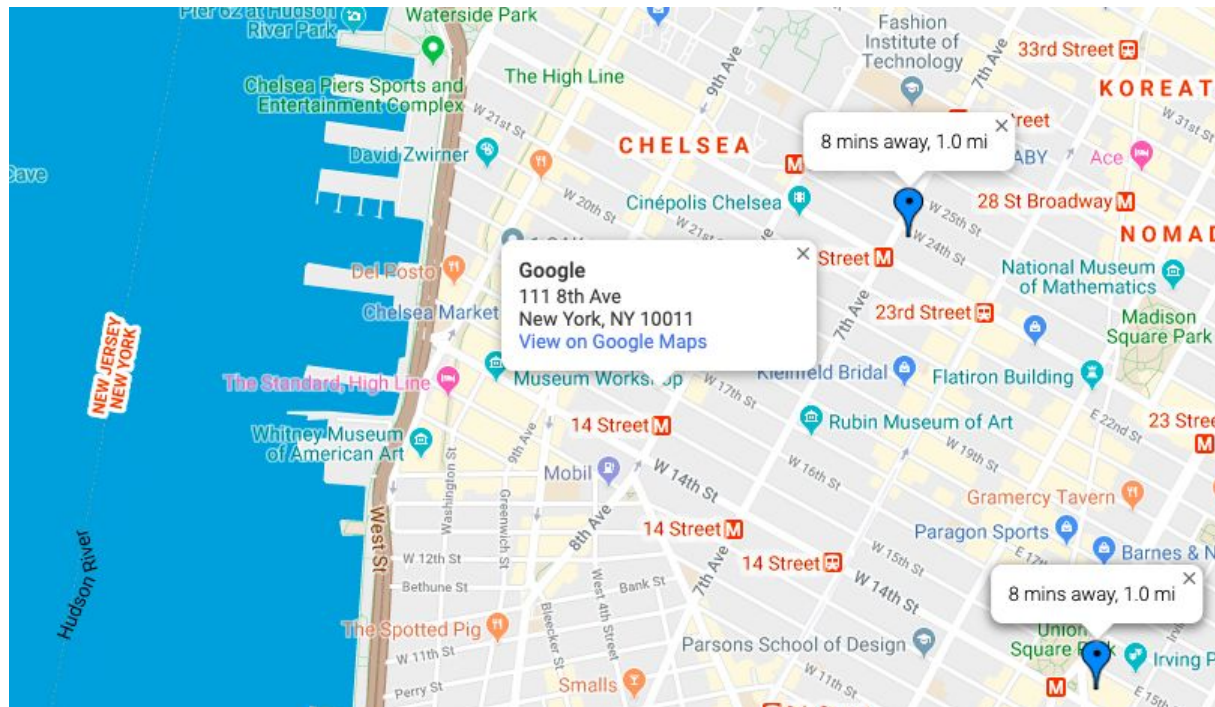 Pier 62 at Hudson
River Park
Waterside Park
Fashion
Institute of
Technology
33rd Street
9th Ave
7th Ave
The High Line
Chelsea Piers Sports and
Entertainment Complex
KOREAT
W 31st St
W 21st St
CHELSEA
M
8 mins away, 1.0 mi
×
reet
ABY
Ace
David Zwirner
Cave
W 20th St
Cinépolis Chelsea
W 21st
W 25th St
28 St Broadway M
W 24th St
NOMAD
Google
111 8th Ave
New York, NY 10011
View on Google Maps
×
Street M
National Museum
of Mathematics
Del Posto
Chelsea Market
7th Ave
23rd Street
Madison
Square Park
NEW JERSEY
NEW YORK
The Standard, High Line
Museum Workshop
W 17th St
Kleinfeld Bridal
Flatiron Building
14 Street M
Rubin Museum of Art
E 22nd St
23 Stree
M
Whitney Museum
of American Art
9th Ave
Mobil
W 14th St
W 16th St
W 19th St
Gramercy Tavern
Washington St
Greenwich St
West St
8th Ave
14 Street M
Paragon Sports
E 17th
Barnes & N
W 12th St
Bethune St
Bank St
7th Ave
14 Street
W 15th St
W 14th St
8 mins away, 1.0 mi
×
Hudson River
Bleecker St
West 4th Street
The Spotted Pig
Parsons School of Design
Union
Square Park
Irving P
W 11th St
Perry St
Smalls
W 11th St
M
E 15th